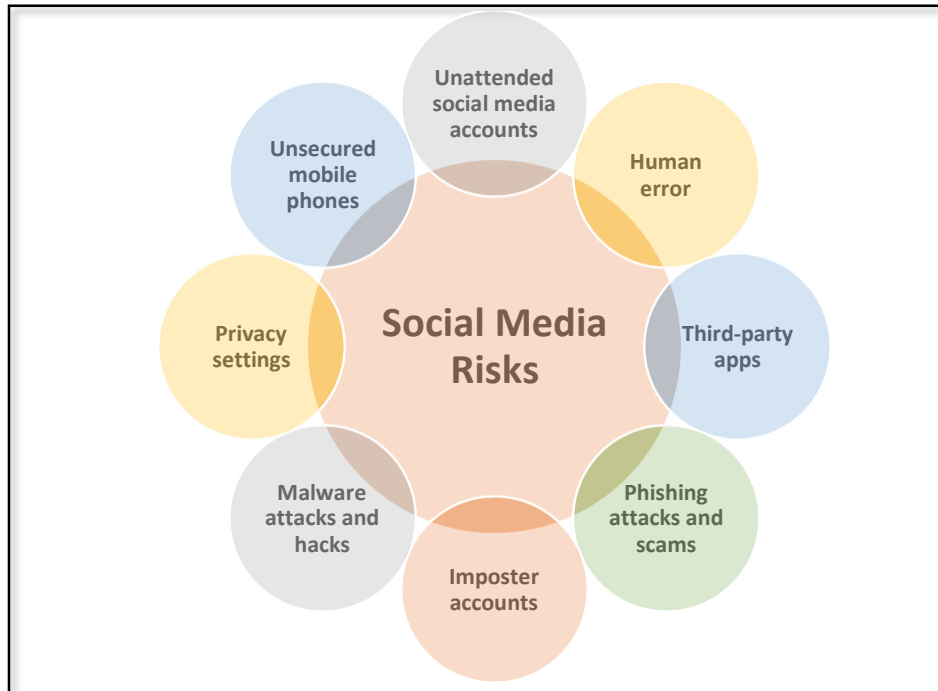 Unattended
social media
accounts
Human
error
Third-party
apps
Phishing
attacks and
scams
Imposter
accounts
Malware
attacks and
hacks
Privacy
settings
Unsecured
mobile
phones
Social Media
Risks